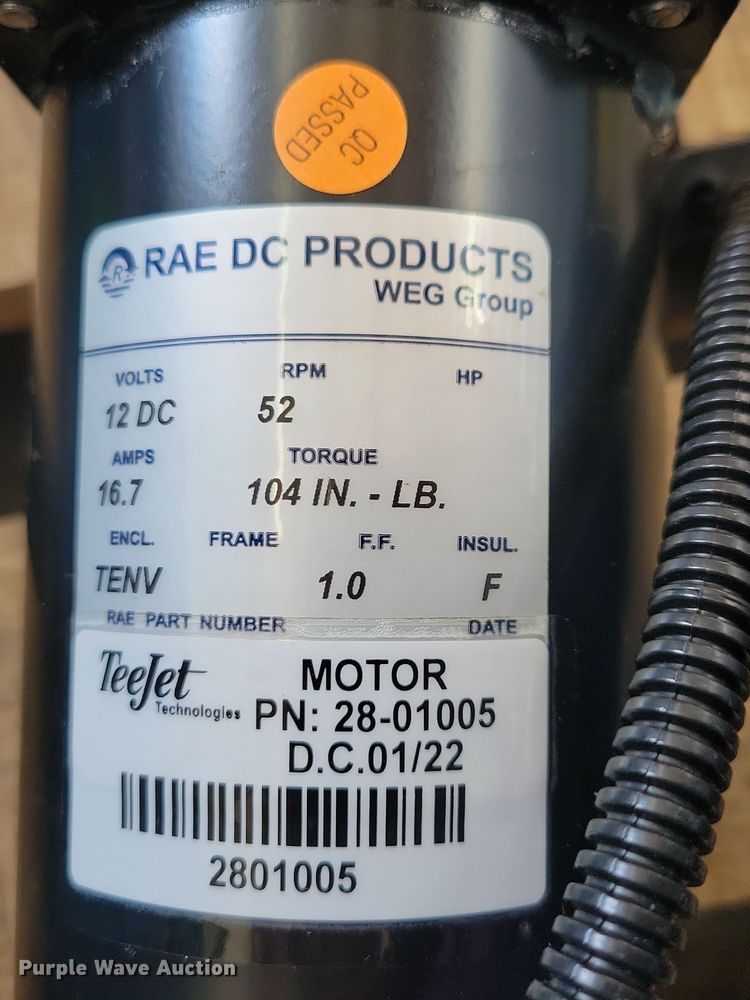 QC
PASSED
R
RAE DC PRODUCTS
WEG Group
VOLTS RPM HP
12 DC 52
AMPS TORQUE
16.7 104 IN. - LB.
ENCL. FRAME F.F. INSUL.
TENV 1.0 F
RAE PART NUMBER DATE
TeeJet
Technologies
MOTOR
PN: 28-01005
D.C.01/22
2801005
Purple Wave Auction